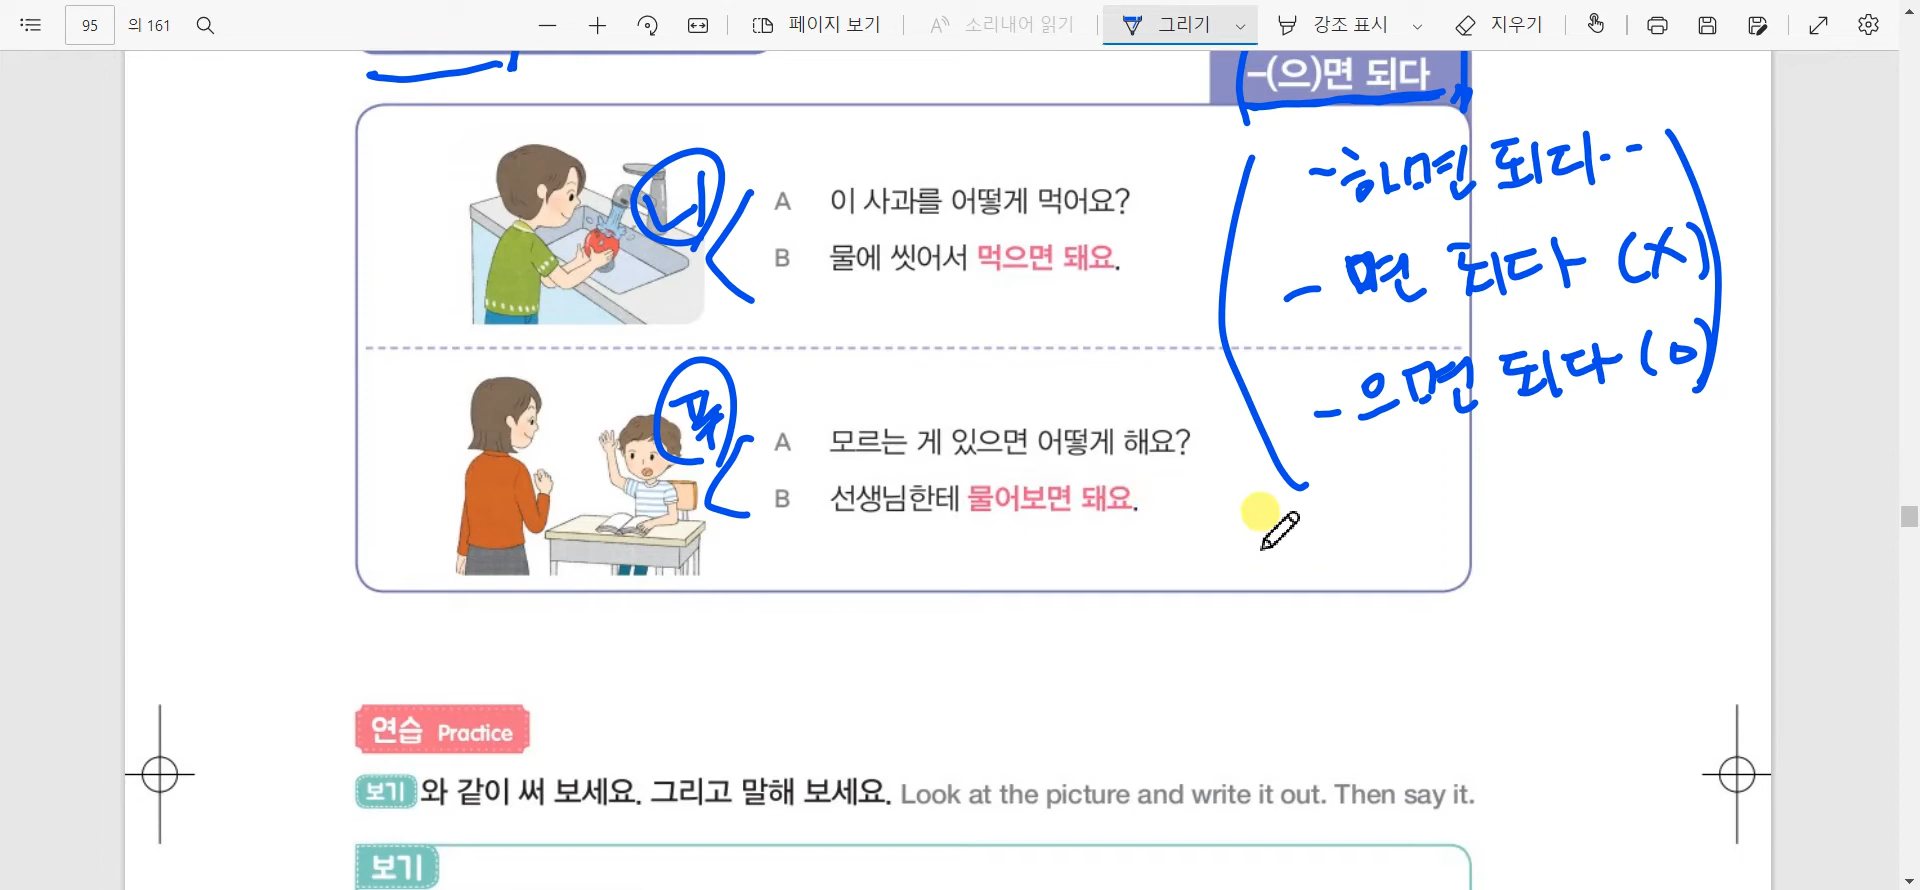 95 의 161 페이지 보기 소리내어 읽기 그리기 강조 표시 지우기
-(으)면 되다
-하면 되다..-
A 이 사과를 어떻게 먹어요?
B 물에 씻어서 먹으면 돼요.
-면 되다 (X)
-으면 되다 (O)
A 모르는 게 있으면 어떻게 해요?
B 선생님한테 물어보면 돼요.
연습 Practice
보기 와 같이 써 보세요. 그리고 말해 보세요. Look at the picture and write it out. Then say it.
보기